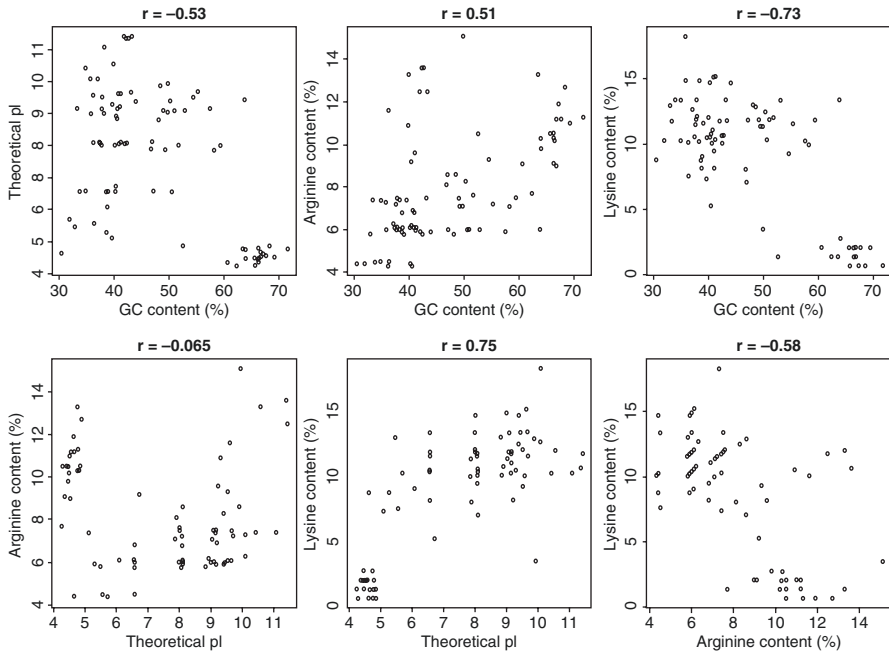 r = –0.53
r = 0.51
r = –0.73
Theoretical pI
11
10
9
8
7
6
5
4
30 40 50 60 70
GC content (%)
Arginine content (%)
14
12
10
8
6
4
30 40 50 60 70
GC content (%)
Lysine content (%)
15
10
5
0
30 40 50 60 70
GC content (%)
r = –0.065
r = 0.75
r = –0.58
Arginine content (%)
14
12
10
8
6
4
4 5 6 7 8 9 10 11
Theoretical pI
Lysine content (%)
15
10
5
0
4 5 6 7 8 9 10 11
Theoretical pI
Lysine content (%)
15
10
5
0
4 6 8 10 12 14
Arginine content (%)